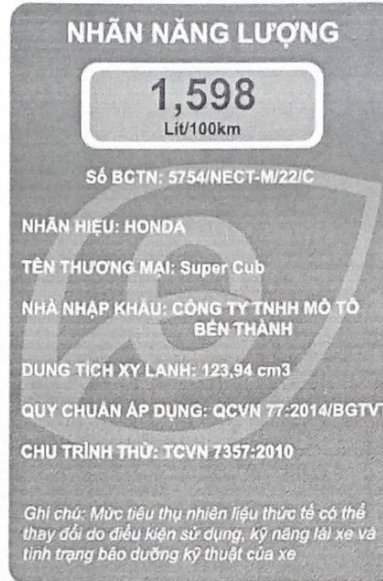 NHÃN NĂNG LƯỢNG
1,598
Lít/100km
Số BCTN: 5754/NECT-M/22/C
NHÃN HIỆU: HONDA
TÊN THƯƠNG MẠI: Super Cub
NHÀ NHẬP KHẨU: CÔNG TY TNHH MÔ TÔ
BẾN THÀNH
DUNG TÍCH XY LANH: 123,94 cm3
QUY CHUẨN ÁP DỤNG: QCVN 77:2014/BGTVT
CHU TRÌNH THỬ: TCVN 7357:2010
Ghi chú: Mức tiêu thụ nhiên liệu thức tế có thể
thay đổi do điều kiện sử dụng, kỹ năng lái xe và
tình trạng bảo dưỡng kỹ thuật của xe